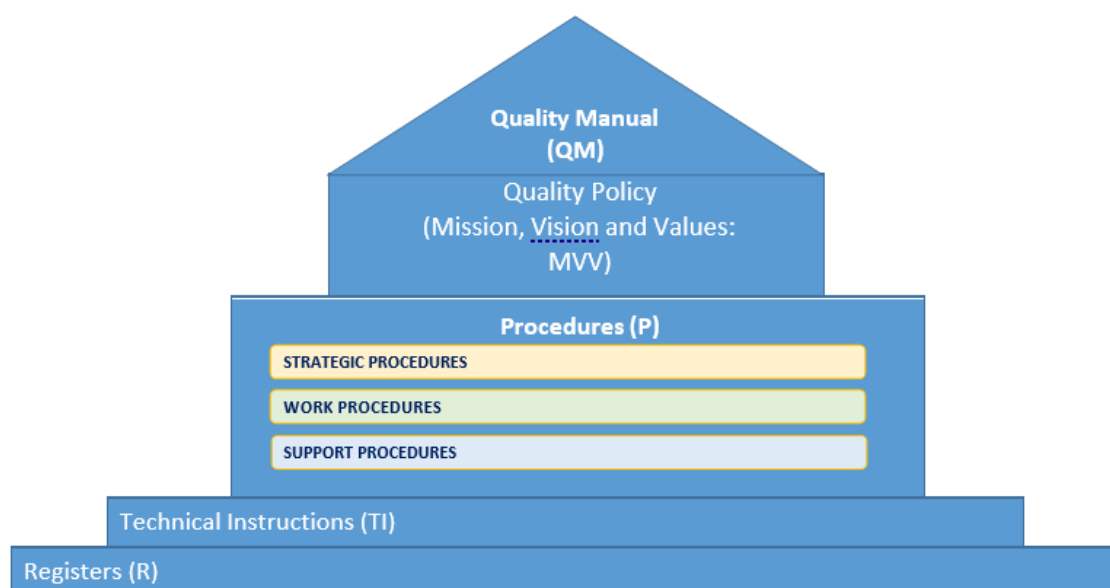 Quality Manual
(QM)
Quality Policy
(Mission, Vision and Values:
MVV)
Procedures (P)
STRATEGIC PROCEDURES
WORK PROCEDURES
SUPPORT PROCEDURES
Technical Instructions (TI)
Registers (R)